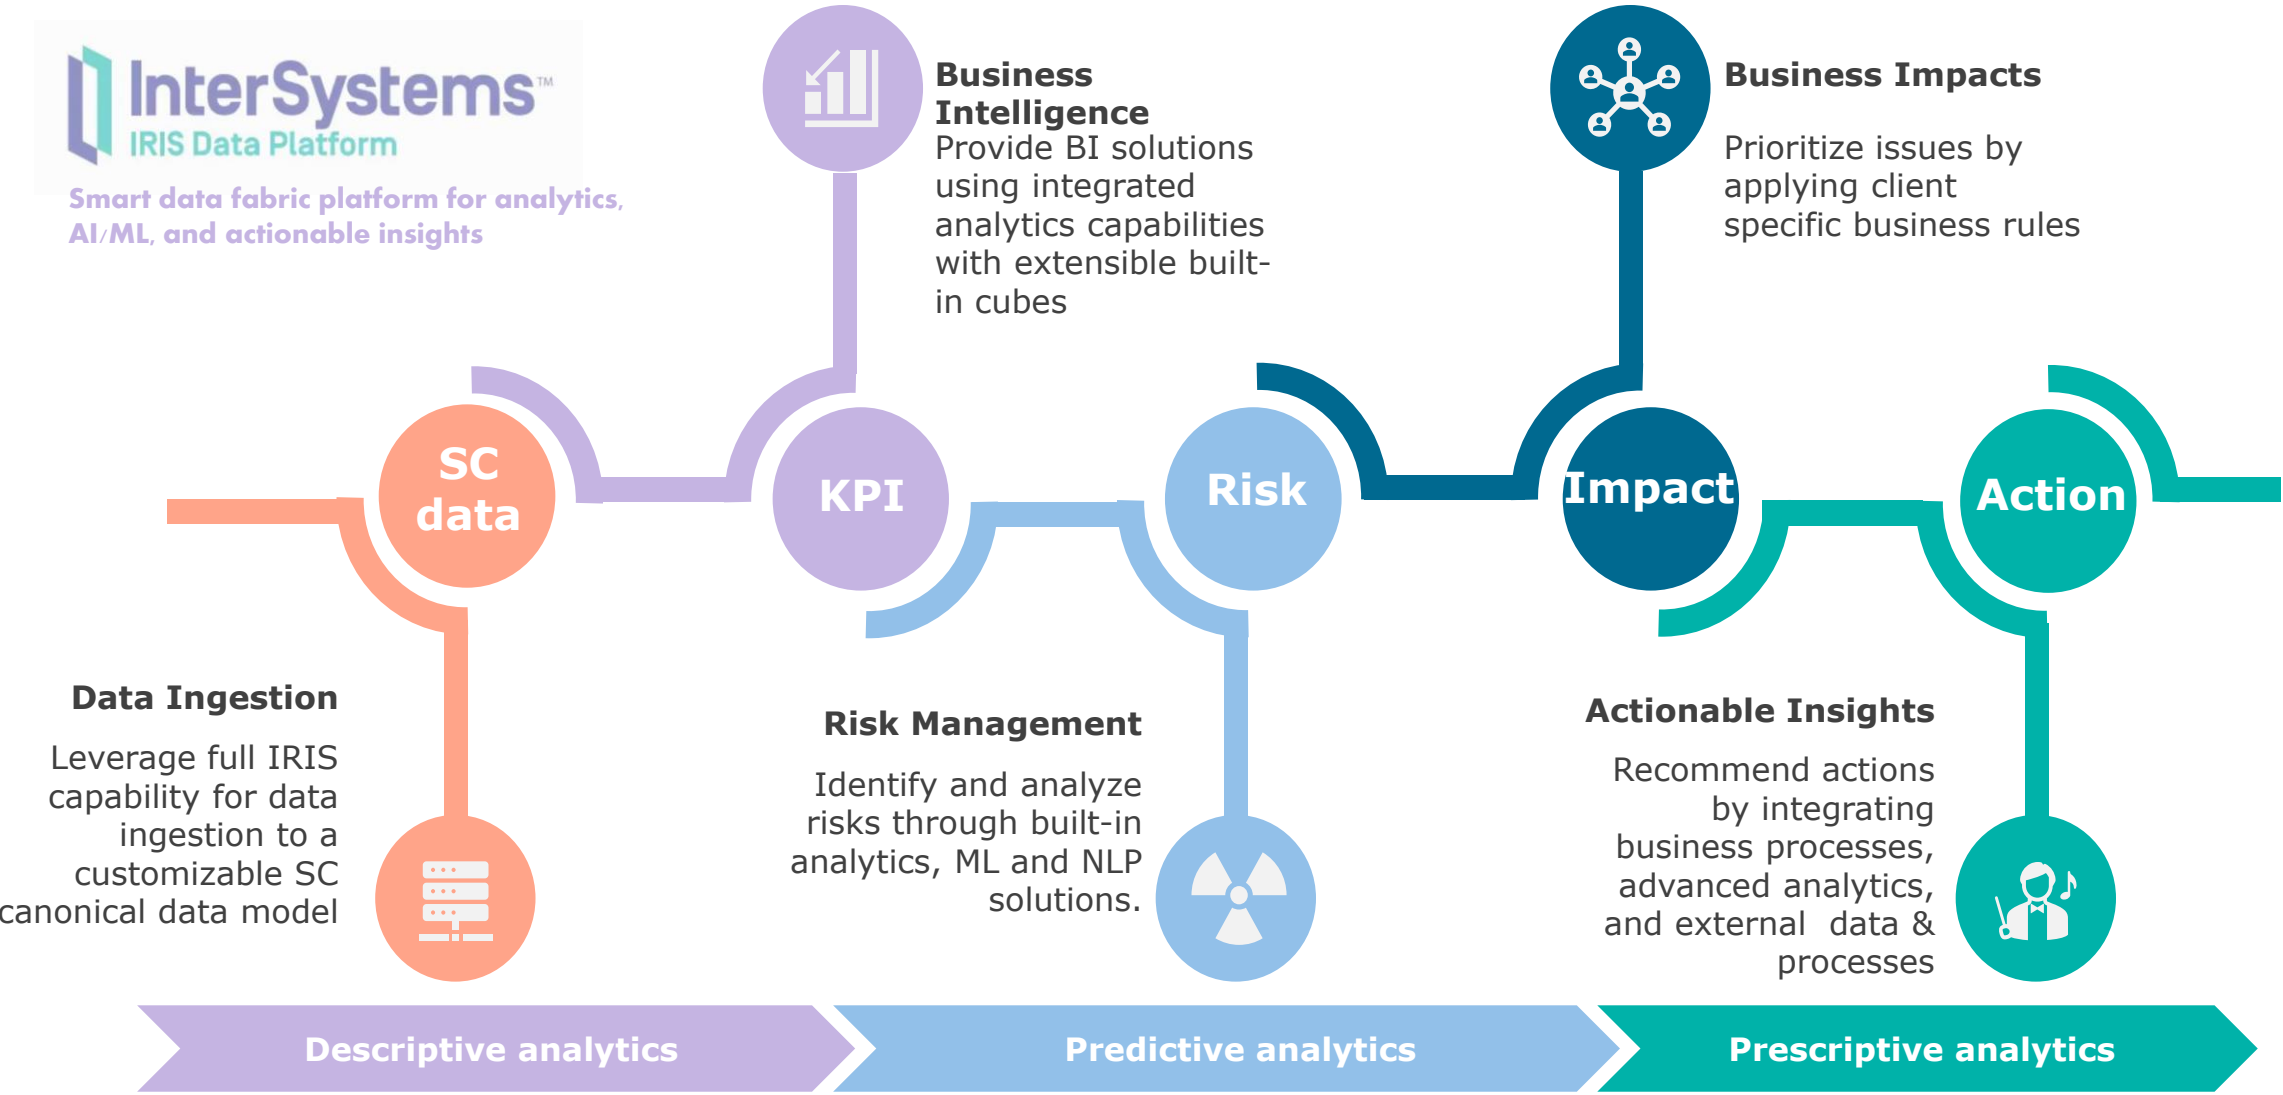 InterSystems™
IRIS Data Platform
Smart data fabric platform for analytics,
AI/ML, and actionable insights
Business
Intelligence
Provide BI solutions
using integrated
analytics capabilities
with extensible built-
in cubes
Business Impacts
Prioritize issues by
applying client
specific business rules
SC
data
KPI
Risk
Impact
Action
Data Ingestion
Leverage full IRIS
capability for data
ingestion to a
customizable SC
canonical data model
Risk Management
Identify and analyze
risks through built-in
analytics, ML and NLP
solutions.
Actionable Insights
Recommend actions
by integrating
business processes,
advanced analytics,
and external  data &
processes
Descriptive analytics
Predictive analytics
Prescriptive analytics